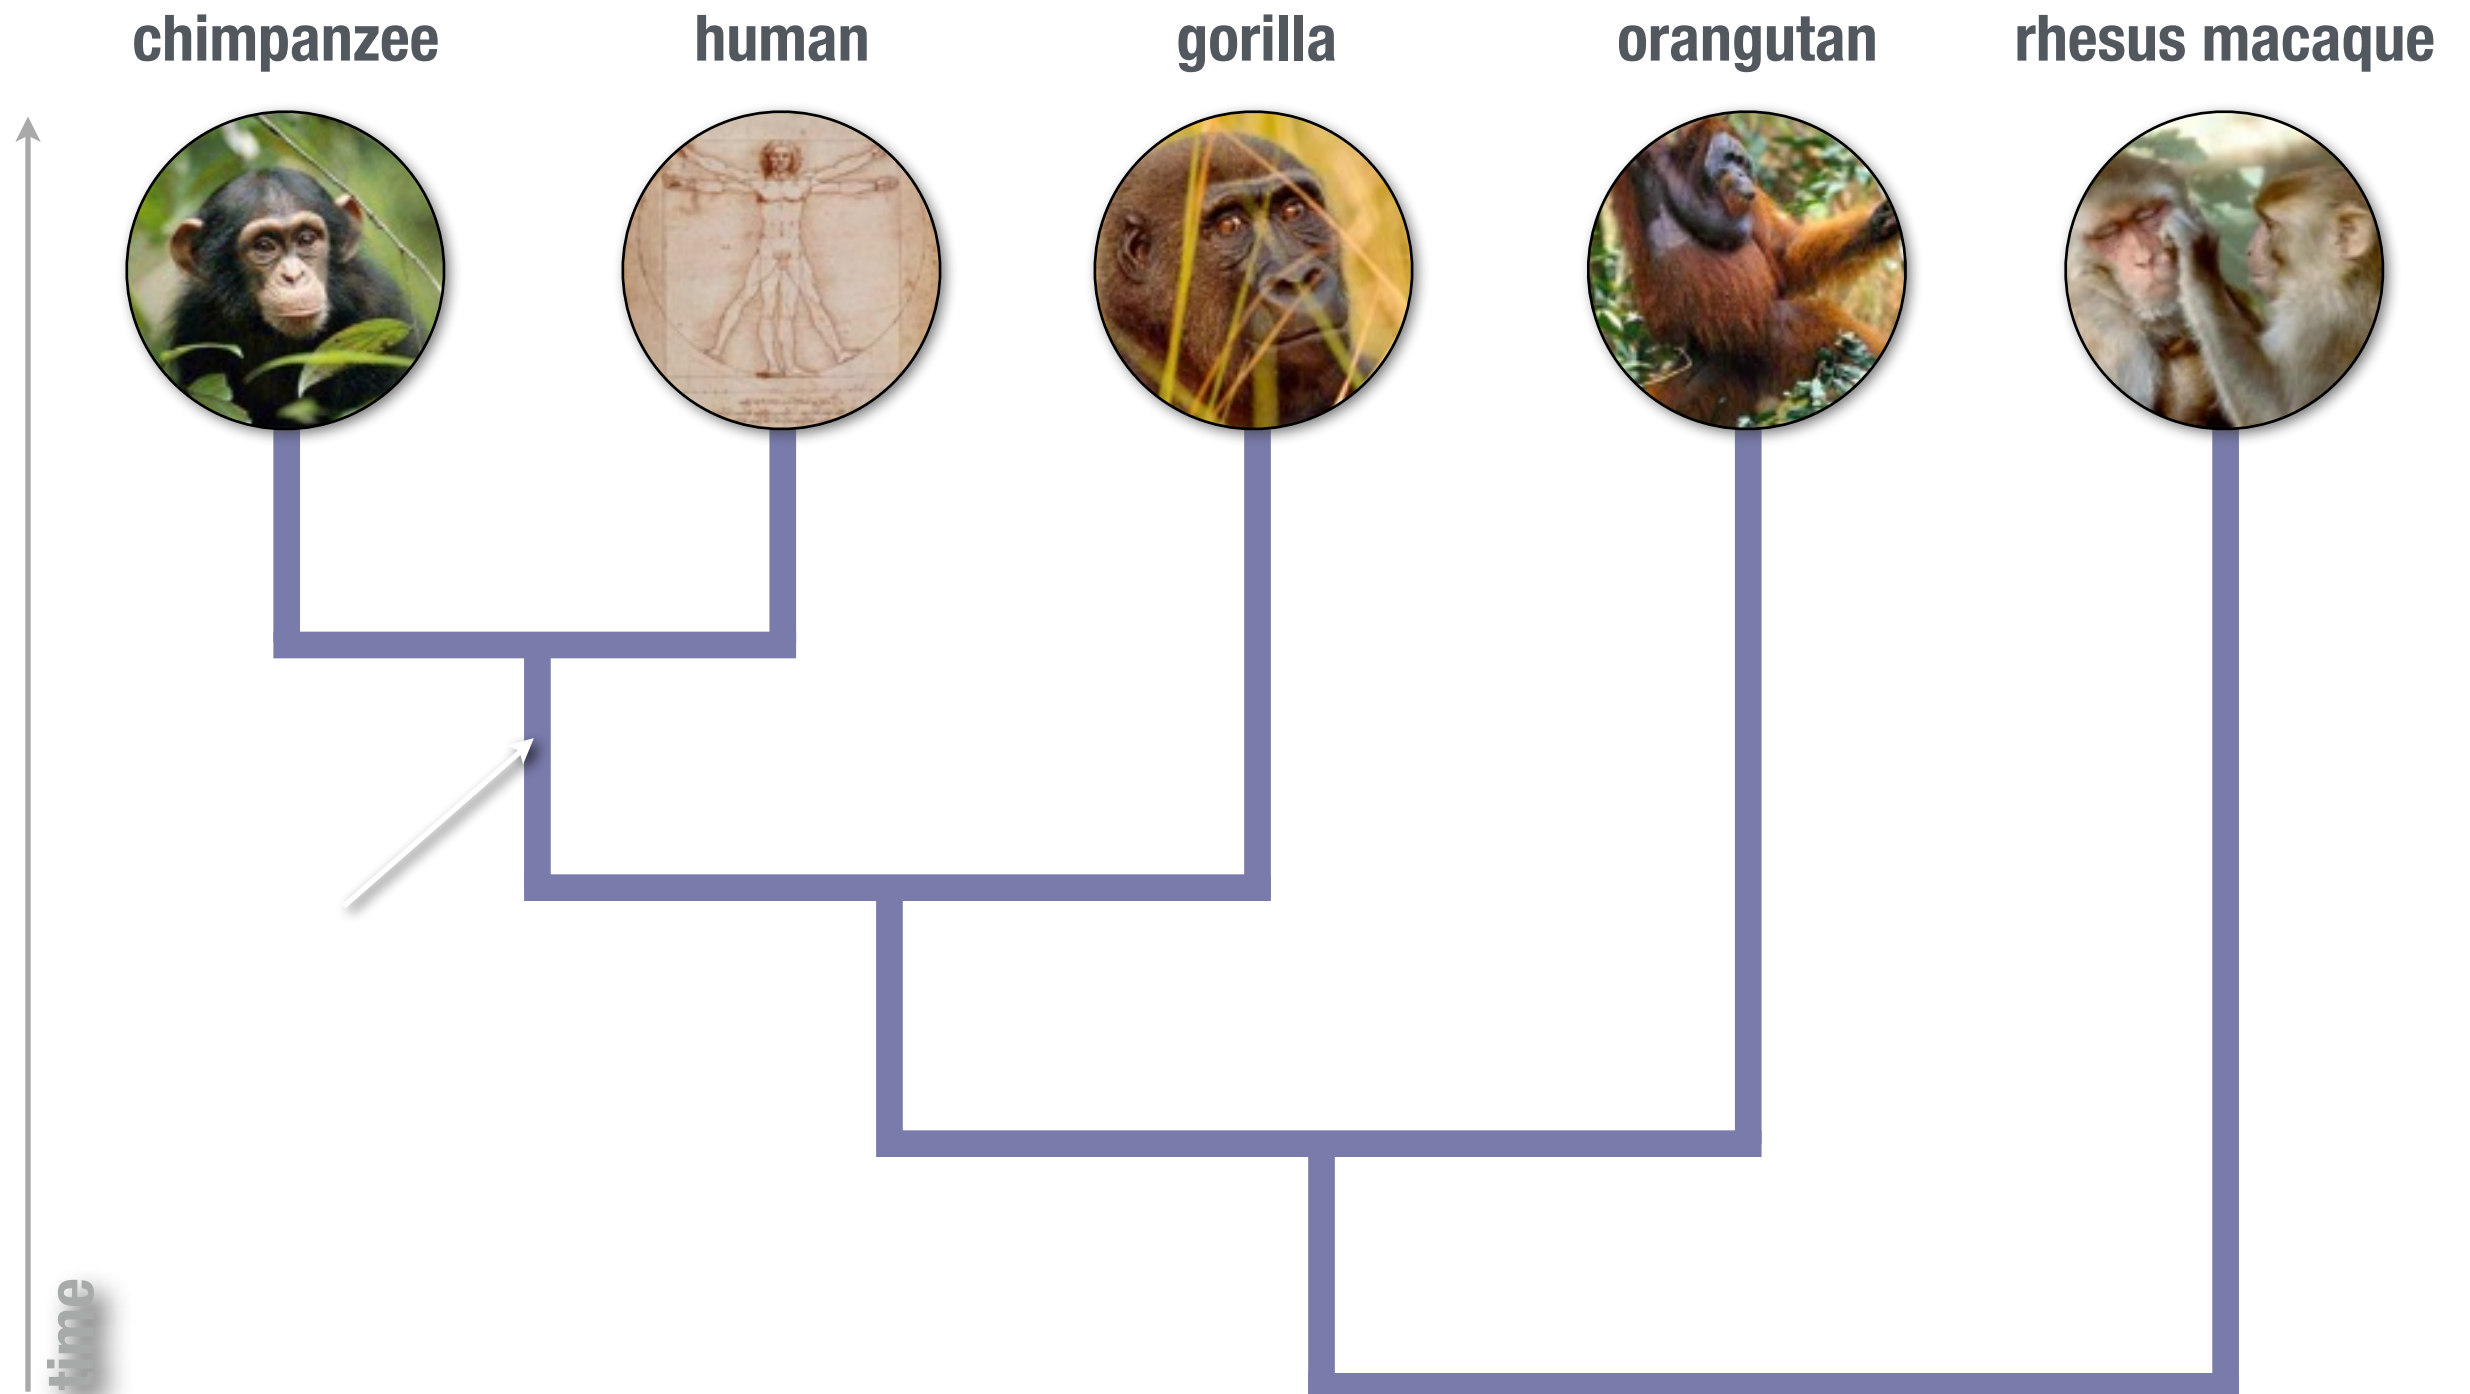 chimpanzee
human
gorilla
orangutan
rhesus macaque
time